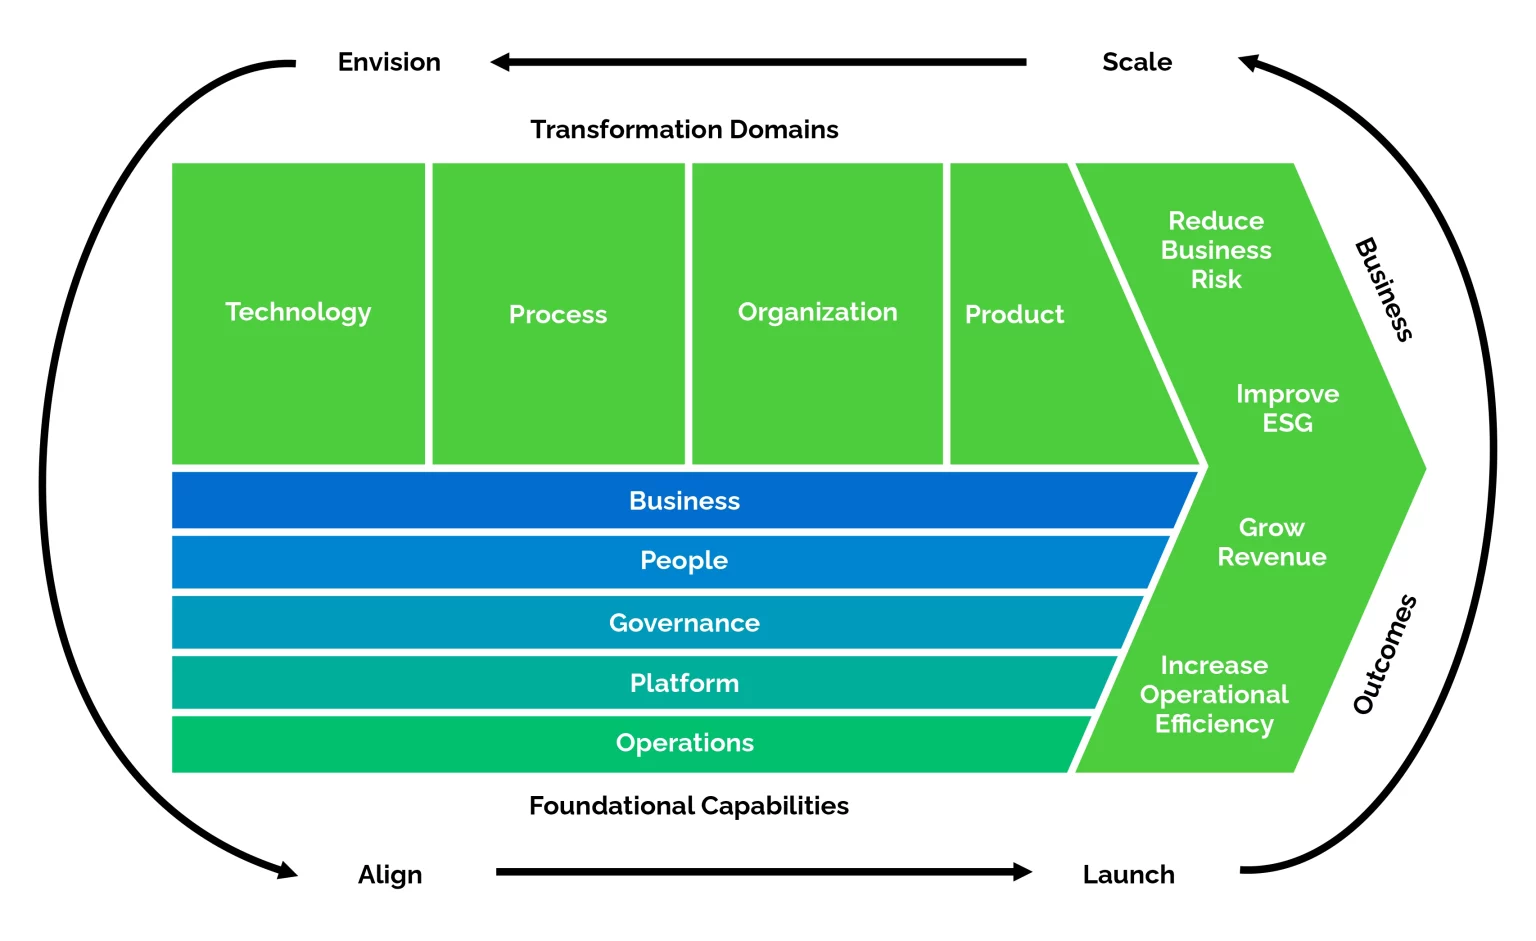 Envision
Scale
Transformation Domains
Technology
Process
Organization
Product
Reduce
Business
Risk
Improve
ESG
Grow
Revenue
Increase
Operational
Efficiency
Business
Outcomes
Business
People
Governance
Platform
Operations
Foundational Capabilities
Align
Launch